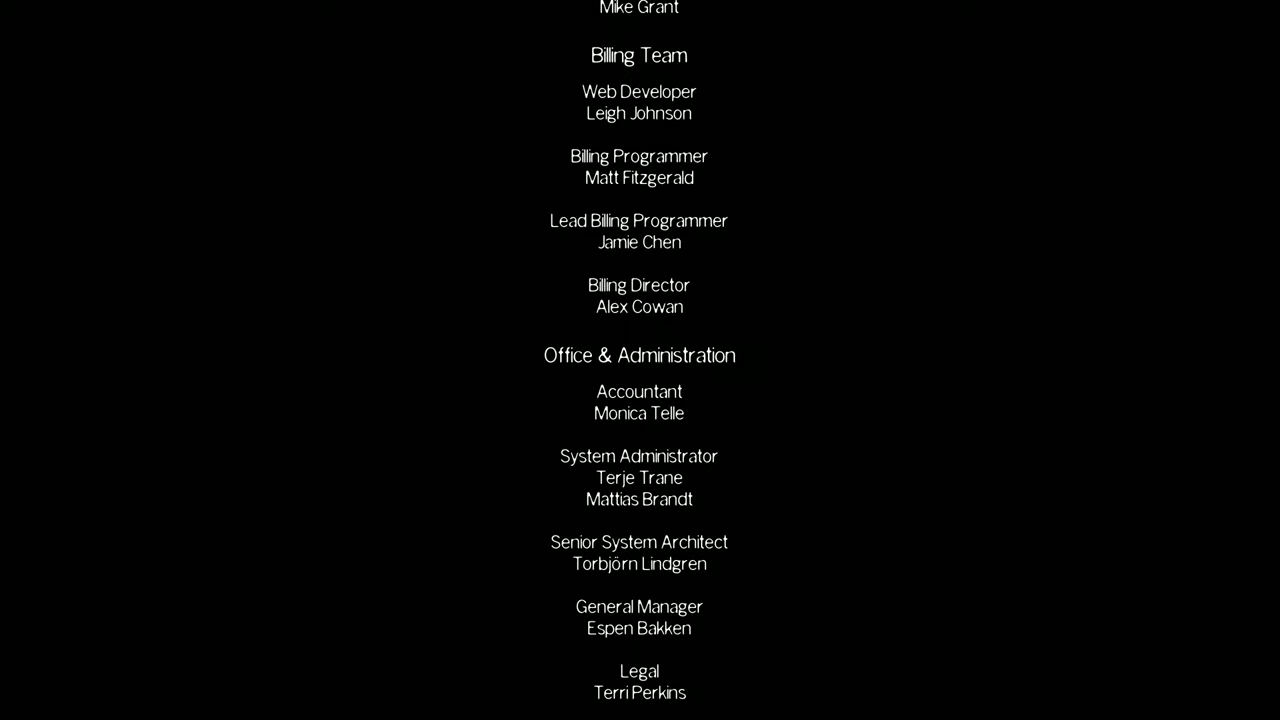 Mike Grant
Billing Team
Web Developer
Leigh Johnson
Billing Programmer
Matt Fitzgerald
Lead Billing Programmer
Jamie Chen
Billing Director
Alex Cowan
Office & Administration
Accountant
Monica Telle
System Administrator
Terje Trane
Mattias Brandt
Senior System Architect
Torbjörn Lindgren
General Manager
Espen Bakken
Legal
Terri Perkins